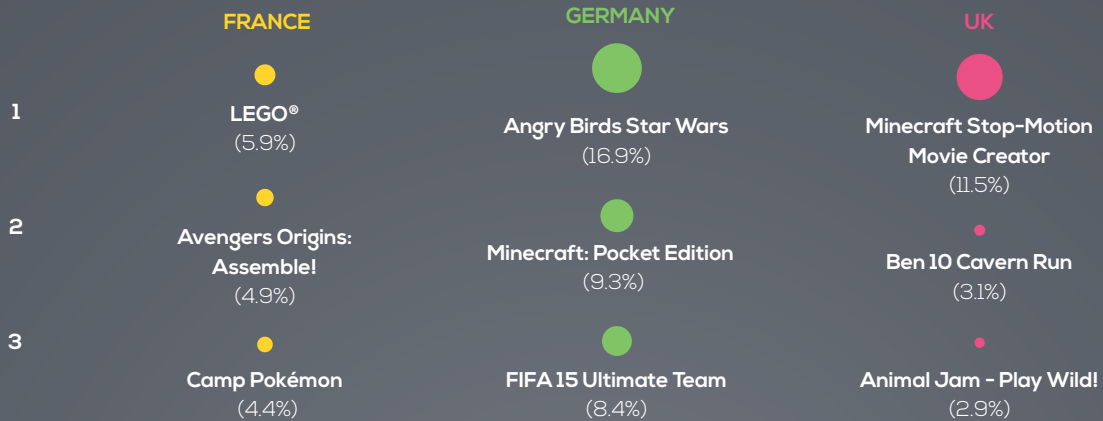 FRANCE
GERMANY
UK
1
LEGO®
(5.9%)
Angry Birds Star Wars
(16.9%)
Minecraft Stop-Motion
Movie Creator
(11.5%)
2
Avengers Origins:
Assemble!
(4.9%)
Minecraft: Pocket Edition
(9.3%)
Ben 10 Cavern Run
(3.1%)
3
Camp Pokémon
(4.4%)
FIFA 15 Ultimate Team
(8.4%)
Animal Jam - Play Wild!
(2.9%)